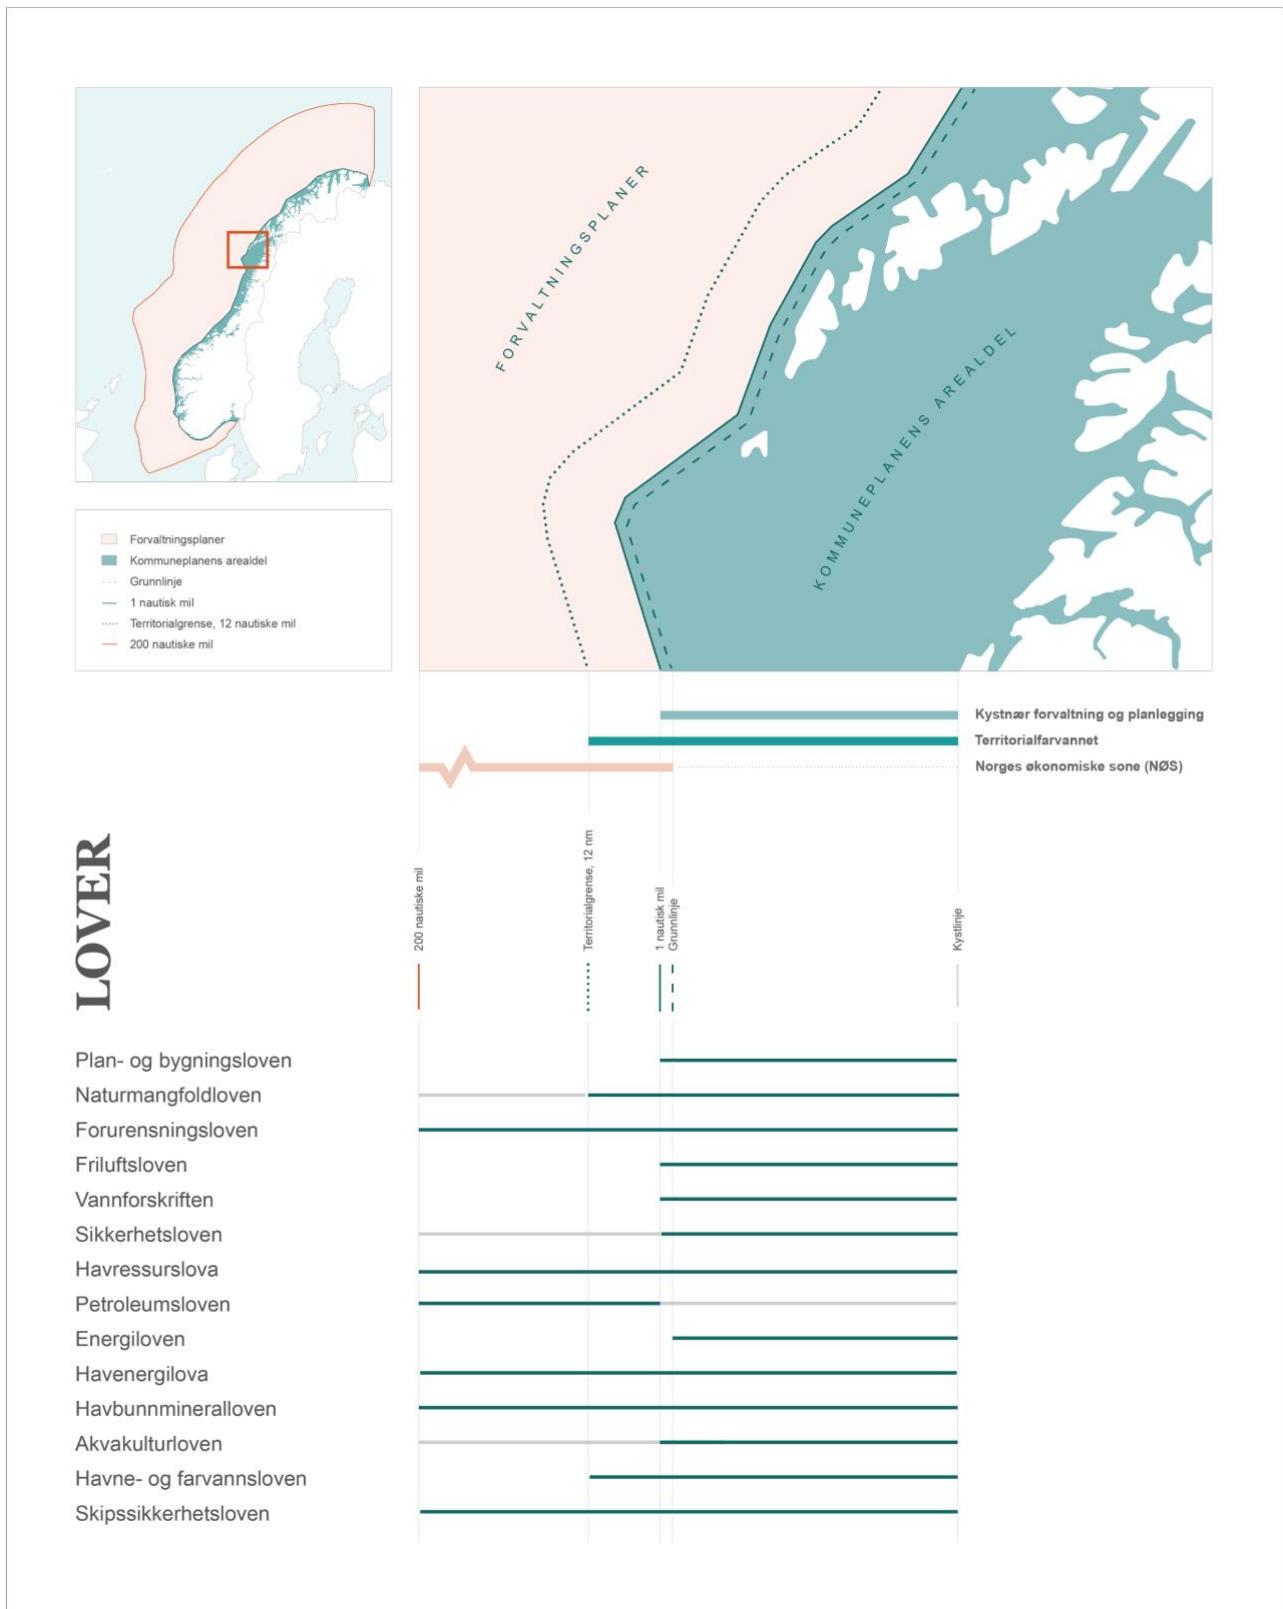 FORVALTNINGSPLANER
KOMMUNEPLANENS AREALDEL
Forvaltningsplaner
Kommuneplanens arealdel
Grunnlinje
1 nautisk mil
Territorialgrense, 12 nautiske mil
200 nautiske mil
Kystnær forvaltning og planlegging
Territorialfarvannet
Norges økonomiske sone (NØS)
LOVER
200 nautiske mil
Territorialgrense, 12 nm
1 nautisk mil
Grunnlinje
Kystlinje
Plan- og bygningsloven
Naturmangfoldloven
Forurensningsloven
Friluftsloven
Vannforskriften
Sikkerhetsloven
Havressurslova
Petroleumsloven
Energiloven
Havenergilova
Havbunnmineralloven
Akvakulturloven
Havne- og farvannsloven
Skipssikkerhetsloven